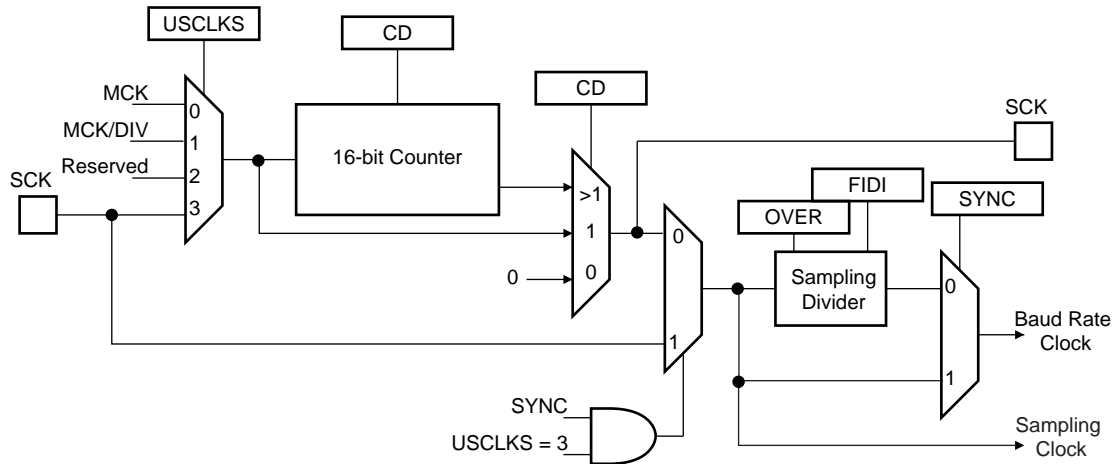 USCLKS
CD
CD
MCK
0
MCK/DIV
1
Reserved
2
SCK
3
16-bit Counter
>1
1
0
0
SCK
FIDI
OVER
SYNC
0
1
Sampling
Divider
0
1
Baud Rate
Clock
SYNC
USCLKS = 3
Sampling
Clock